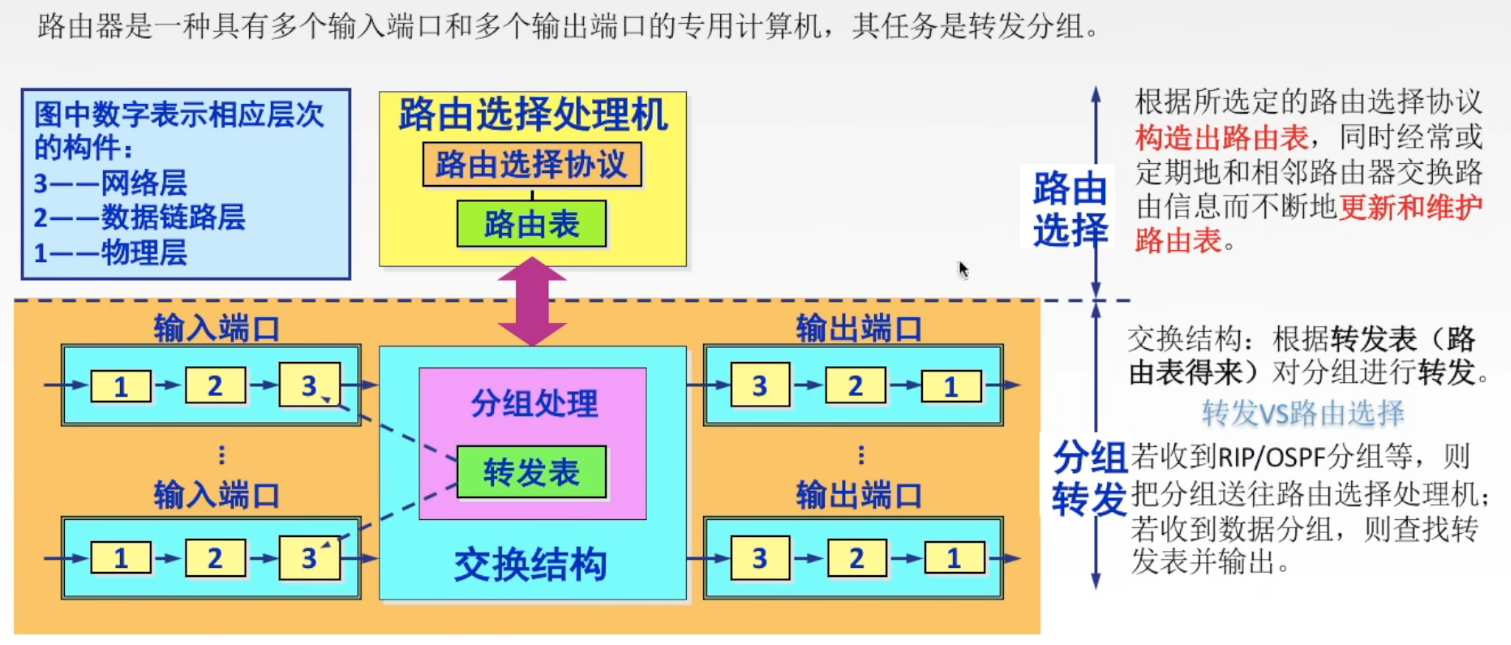 路由器是一种具有多个输入端口和多个输出端口的专用计算机，其任务是转发分组。
图中数字表示相应层次
的构件：
3——网络层
2——数据链路层
1——物理层
路由选择处理机
路由选择协议
路由表
路由
选择
根据所选定的路由选择协议
构造出路由表，同时经常或
定期地和相邻路由器交换路
由信息而不断地更新和维护
路由表。
输入端口
1
2
3
⋮
输入端口
1
2
3
分组处理
转发表
交换结构
输出端口
3
2
1
⋮
输出端口
3
2
1
分组
转发
交换结构：根据转发表（路
由表得来）对分组进行转发。
转发VS路由选择
若收到RIP/OSPF分组等，则
把分组送往路由选择处理机；
若收到数据分组，则查找转
发表并输出。